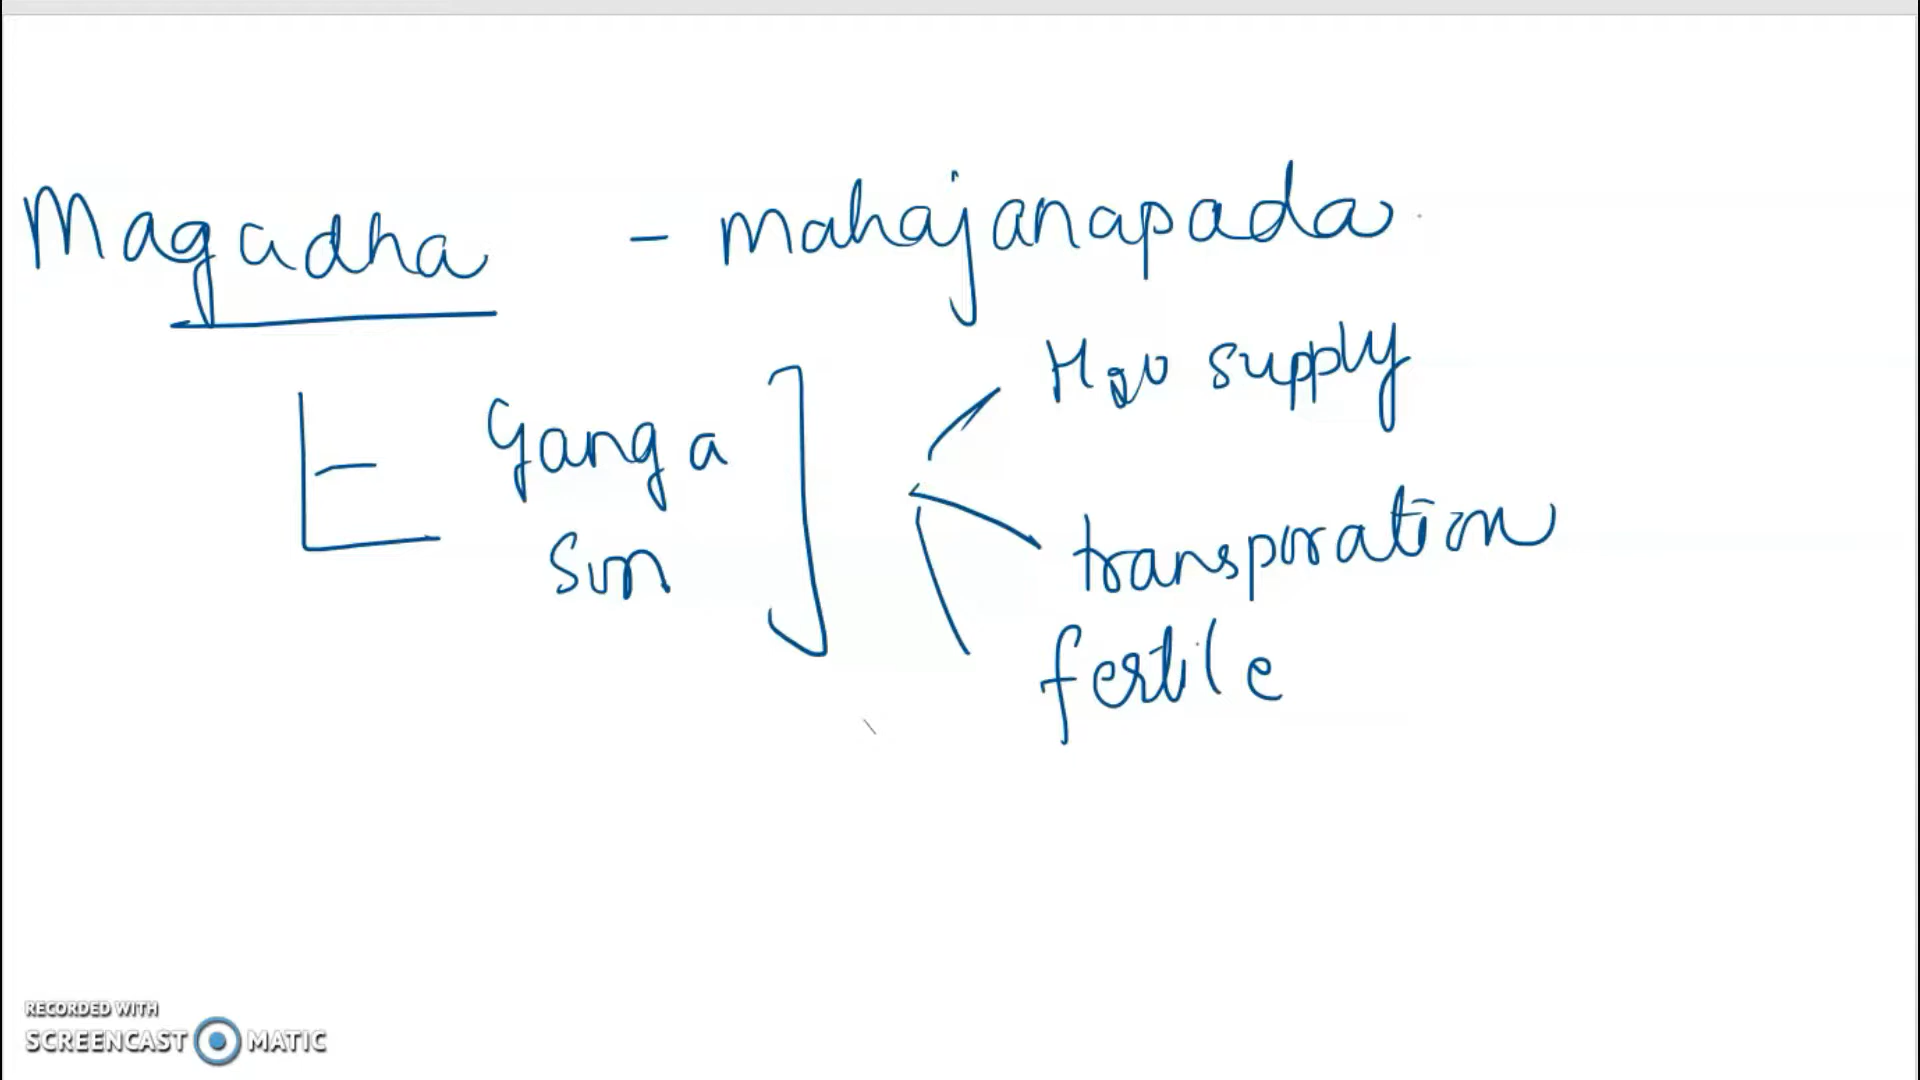 Magadha - mahajanapada
H2O supply
Ganga
Son
transporation
fertile
RECORDED WITH
SCREENCAST MATIC